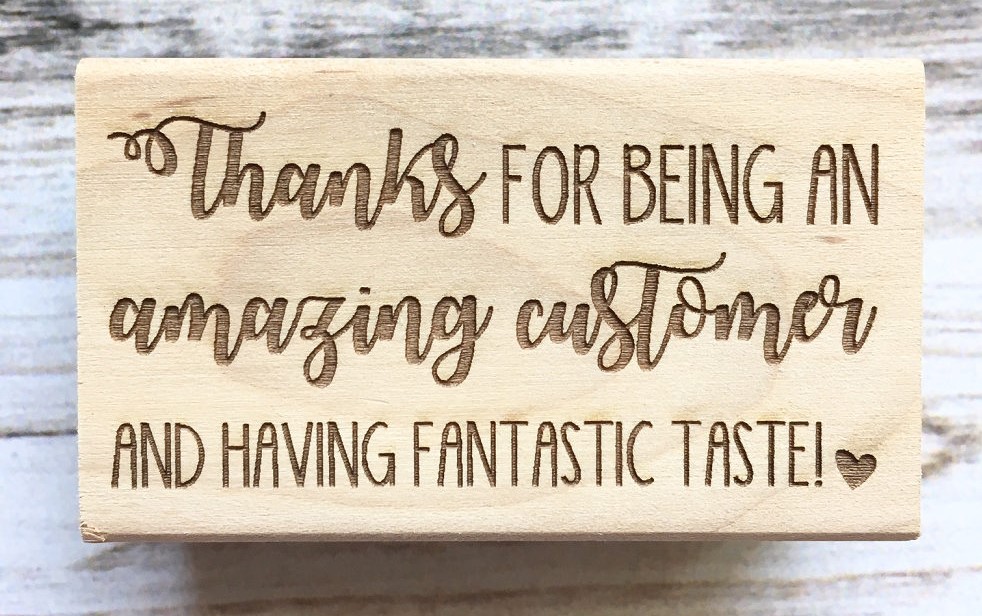 Thanks FOR BEING AN
amazing customer
AND HAVING FANTASTIC TASTE! ♥